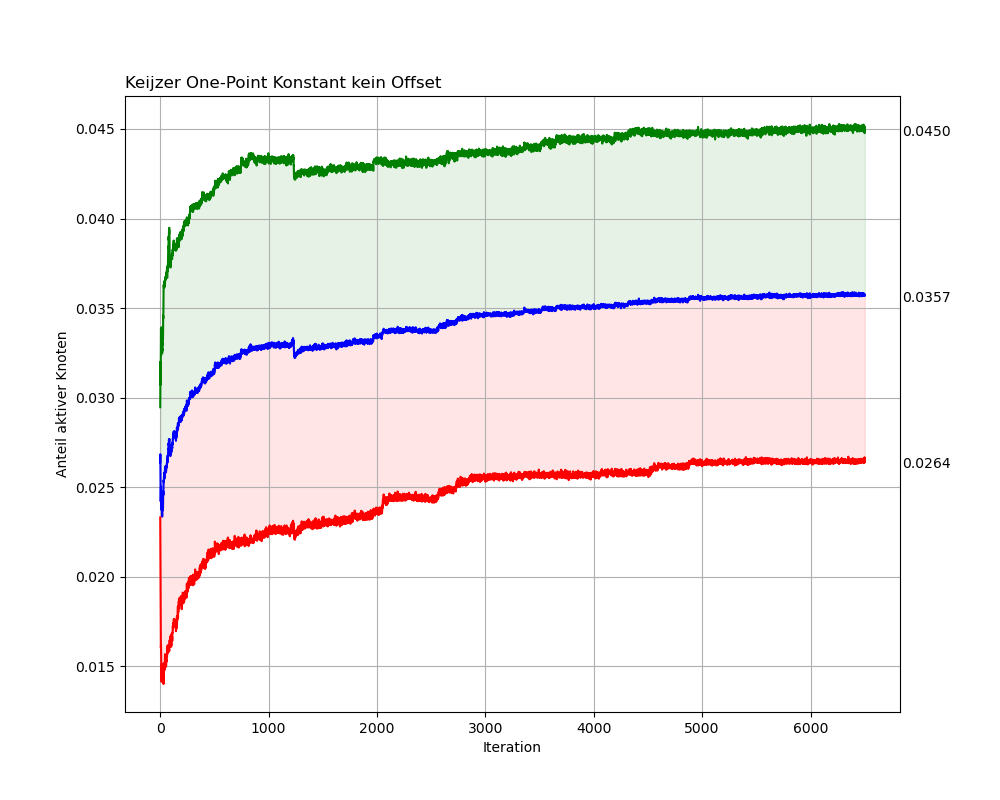 Keijzer One-Point Konstant kein Offset
0.045
0.040
0.035
0.030
0.025
0.020
0.015
Anteil aktiver Knoten
0.0450
0.0357
0.0264
0 1000 2000 3000 4000 5000 6000
Iteration